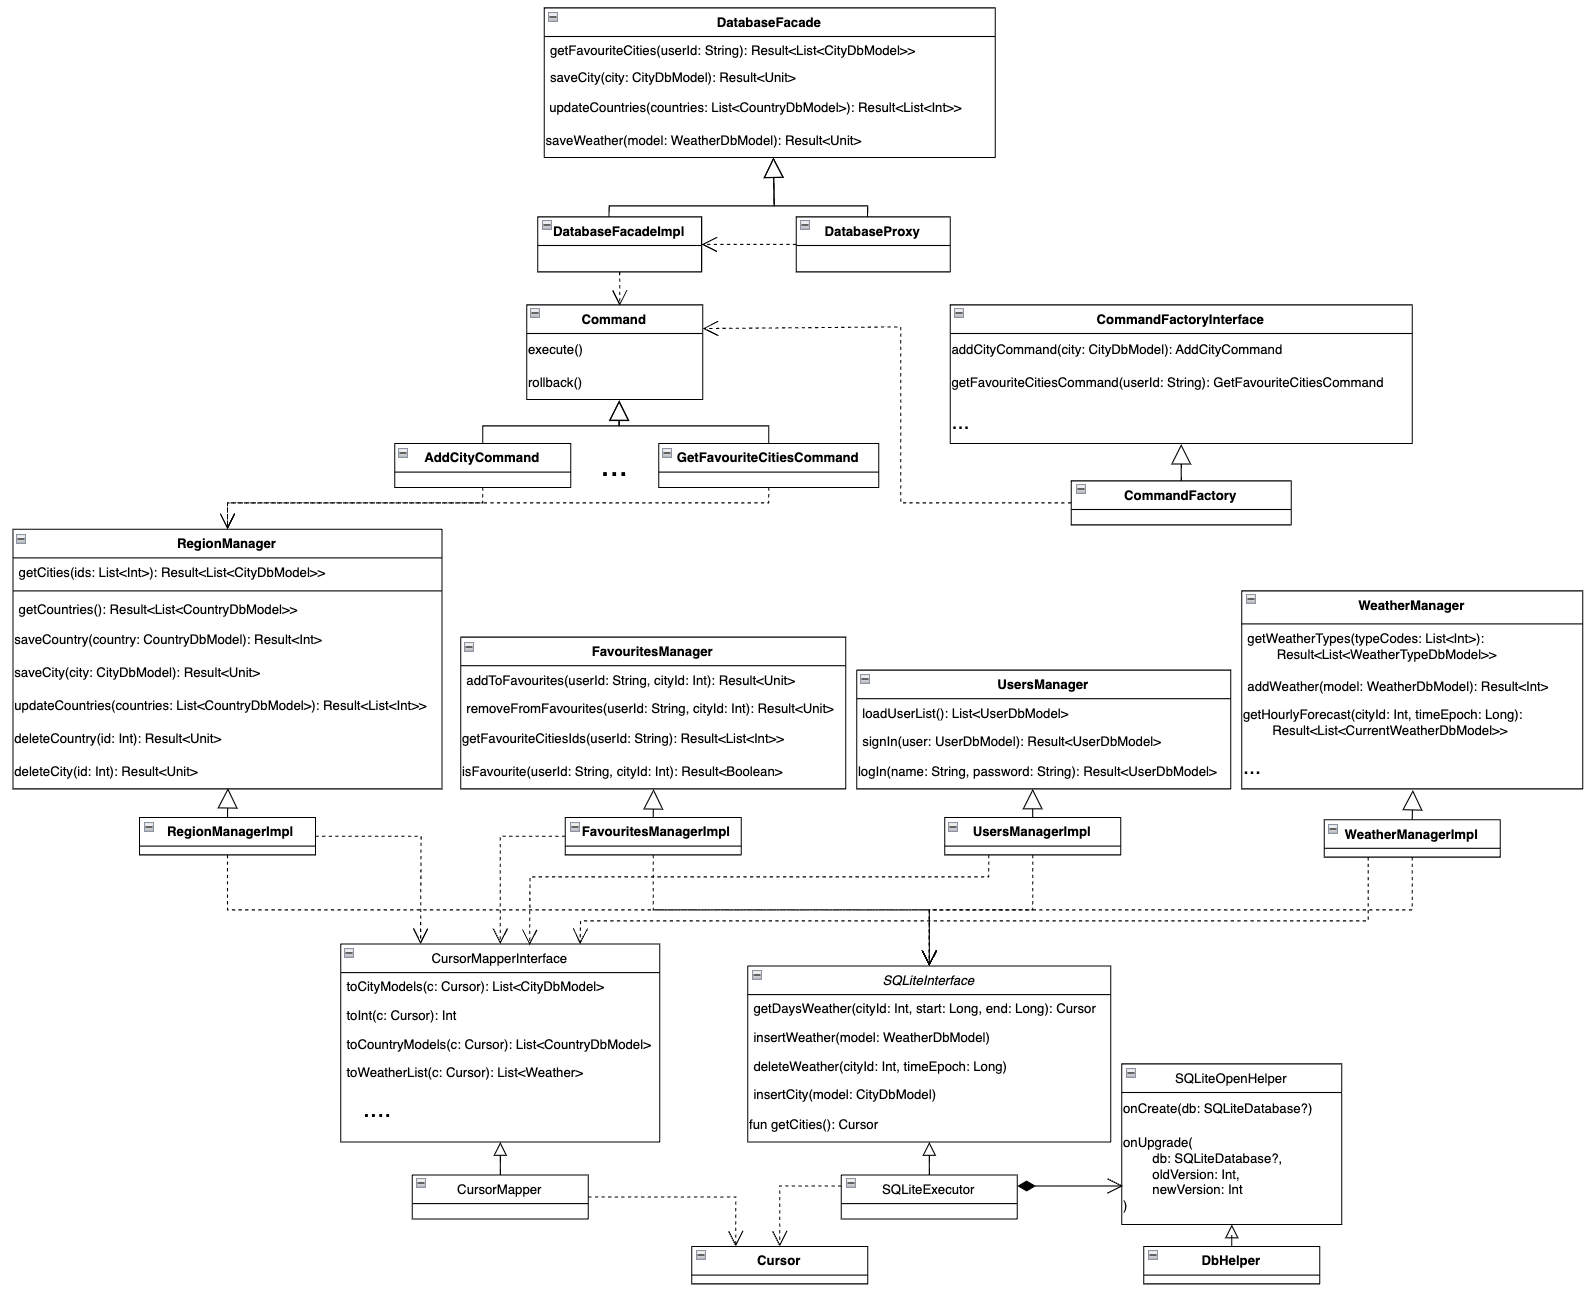 DatabaseFacade
getFavouriteCities(userId: String): Result<List<CityDbModel>>
saveCity(city: CityDbModel): Result<Unit>
updateCountries(countries: List<CountryDbModel>): Result<List<Int>>
saveWeather(model: WeatherDbModel): Result<Unit>
DatabaseFacadeImpl
DatabaseProxy
Command
execute()
rollback()
CommandFactoryInterface
addCityCommand(city: CityDbModel): AddCityCommand
getFavouriteCitiesCommand(userId: String): GetFavouriteCitiesCommand
...
AddCityCommand
...
GetFavouriteCitiesCommand
CommandFactory
RegionManager
getCities(ids: List<Int>): Result<List<CityDbModel>>
getCountries(): Result<List<CountryDbModel>>
saveCountry(country: CountryDbModel): Result<Int>
saveCity(city: CityDbModel): Result<Unit>
updateCountries(countries: List<CountryDbModel>): Result<List<Int>>
deleteCountry(id: Int): Result<Unit>
deleteCity(id: Int): Result<Unit>
FavouritesManager
addToFavourites(userId: String, cityId: Int): Result<Unit>
removeFromFavourites(userId: String, cityId: Int): Result<Unit>
getFavouriteCitiesIds(userId: String): Result<List<Int>>
isFavourite(userId: String, cityId: Int): Result<Boolean>
UsersManager
loadUserList(): List<UserDbModel>
signIn(user: UserDbModel): Result<UserDbModel>
logIn(name: String, password: String): Result<UserDbModel>
WeatherManager
getWeatherTypes(typeCodes: List<Int>):
Result<List<WeatherTypeDbModel>>
addWeather(model: WeatherDbModel): Result<Int>
getHourlyForecast(cityId: Int, timeEpoch: Long):
Result<List<CurrentWeatherDbModel>>
...
RegionManagerImpl
FavouritesManagerImpl
UsersManagerImpl
WeatherManagerImpl
CursorMapperInterface
toCityModels(c: Cursor): List<CityDbModel>
toInt(c: Cursor): Int
toCountryModels(c: Cursor): List<CountryDbModel>
toWeatherList(c: Cursor): List<Weather>
....
SQLiteInterface
getDaysWeather(cityId: Int, start: Long, end: Long): Cursor
insertWeather(model: WeatherDbModel)
deleteWeather(cityId: Int, timeEpoch: Long)
insertCity(model: CityDbModel)
fun getCities(): Cursor
SQLiteOpenHelper
onCreate(db: SQLiteDatabase?)
onUpgrade(
db: SQLiteDatabase?,
oldVersion: Int,
newVersion: Int
)
CursorMapper
SQLiteExecutor
Cursor
DbHelper